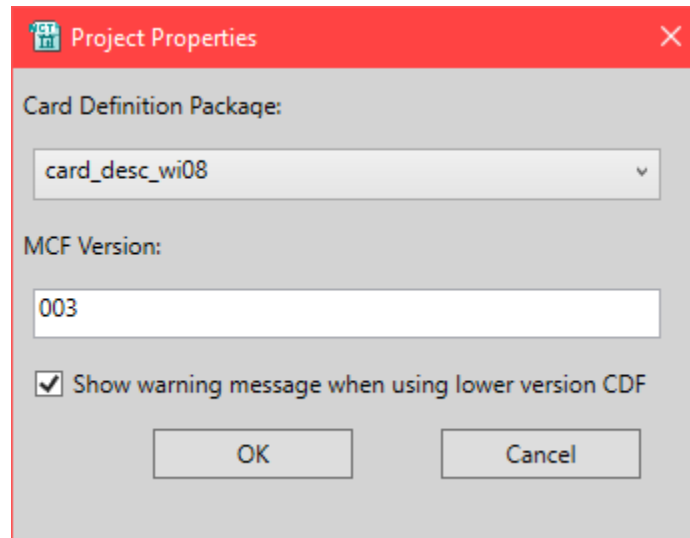 Project Properties
Card Definition Package:
card_desc_wi08
MCF Version:
003
Show warning message when using lower version CDF
OK Cancel